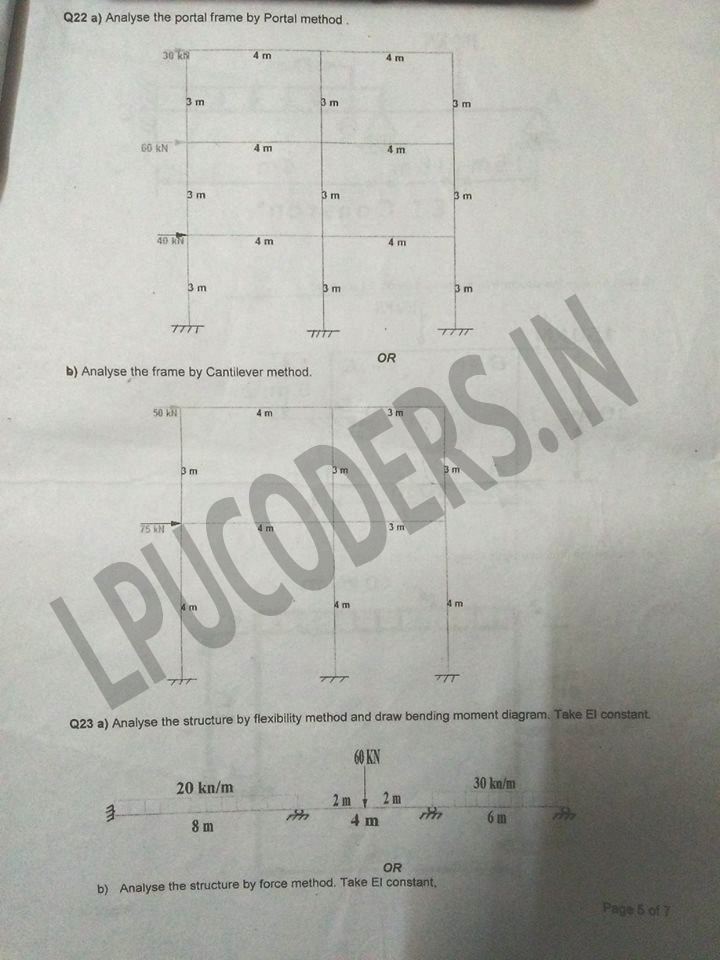 Q22 a) Analyse the portal frame by Portal method .
30 kN 4 m 4 m
3 m 3 m 3 m
60 kN 4 m 4 m
3 m 3 m 3 m
40 kN 4 m 4 m
3 m 3 m 3 m
OR
b) Analyse the frame by Cantilever method.
50 kN 4 m 3 m
3 m 3 m 3 m
75 kN 4 m 3 m
4 m 4 m 4 m
LPUCODERS.IN
Q23 a) Analyse the structure by flexibility method and draw bending moment diagram. Take EI constant.
60 KN
20 kn/m 30 kn/m
2 m 2 m
8 m 4 m 6 m
OR
b) Analyse the structure by force method. Take EI constant,
Page 5 of 7